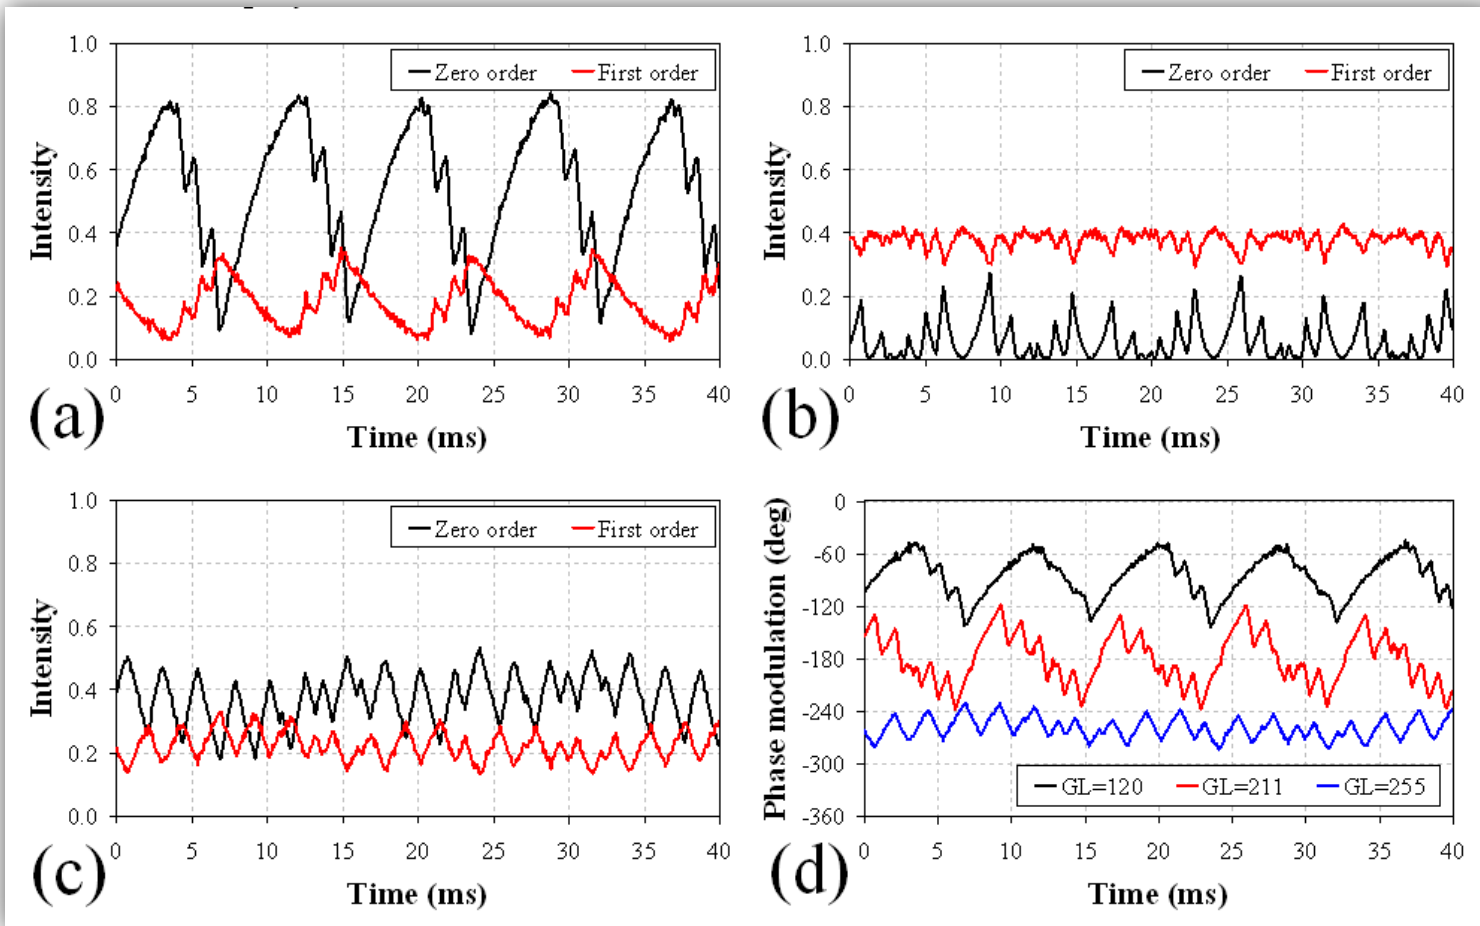 1.0
0.8
0.6
0.4
0.2
0.0
Intensity
Zero order First order
0 5 10 15 20 25 30 35 40
Time (ms)
(a)
1.0
0.8
0.6
0.4
0.2
0.0
Intensity
Zero order First order
0 5 10 15 20 25 30 35 40
Time (ms)
(b)
1.0
0.8
0.6
0.4
0.2
0.0
Intensity
Zero order First order
0 5 10 15 20 25 30 35 40
Time (ms)
(c)
0
-60
-120
-180
-240
-300
-360
Phase modulation (deg)
GL=120 GL=211 GL=255
0 5 10 15 20 25 30 35 40
Time (ms)
(d)